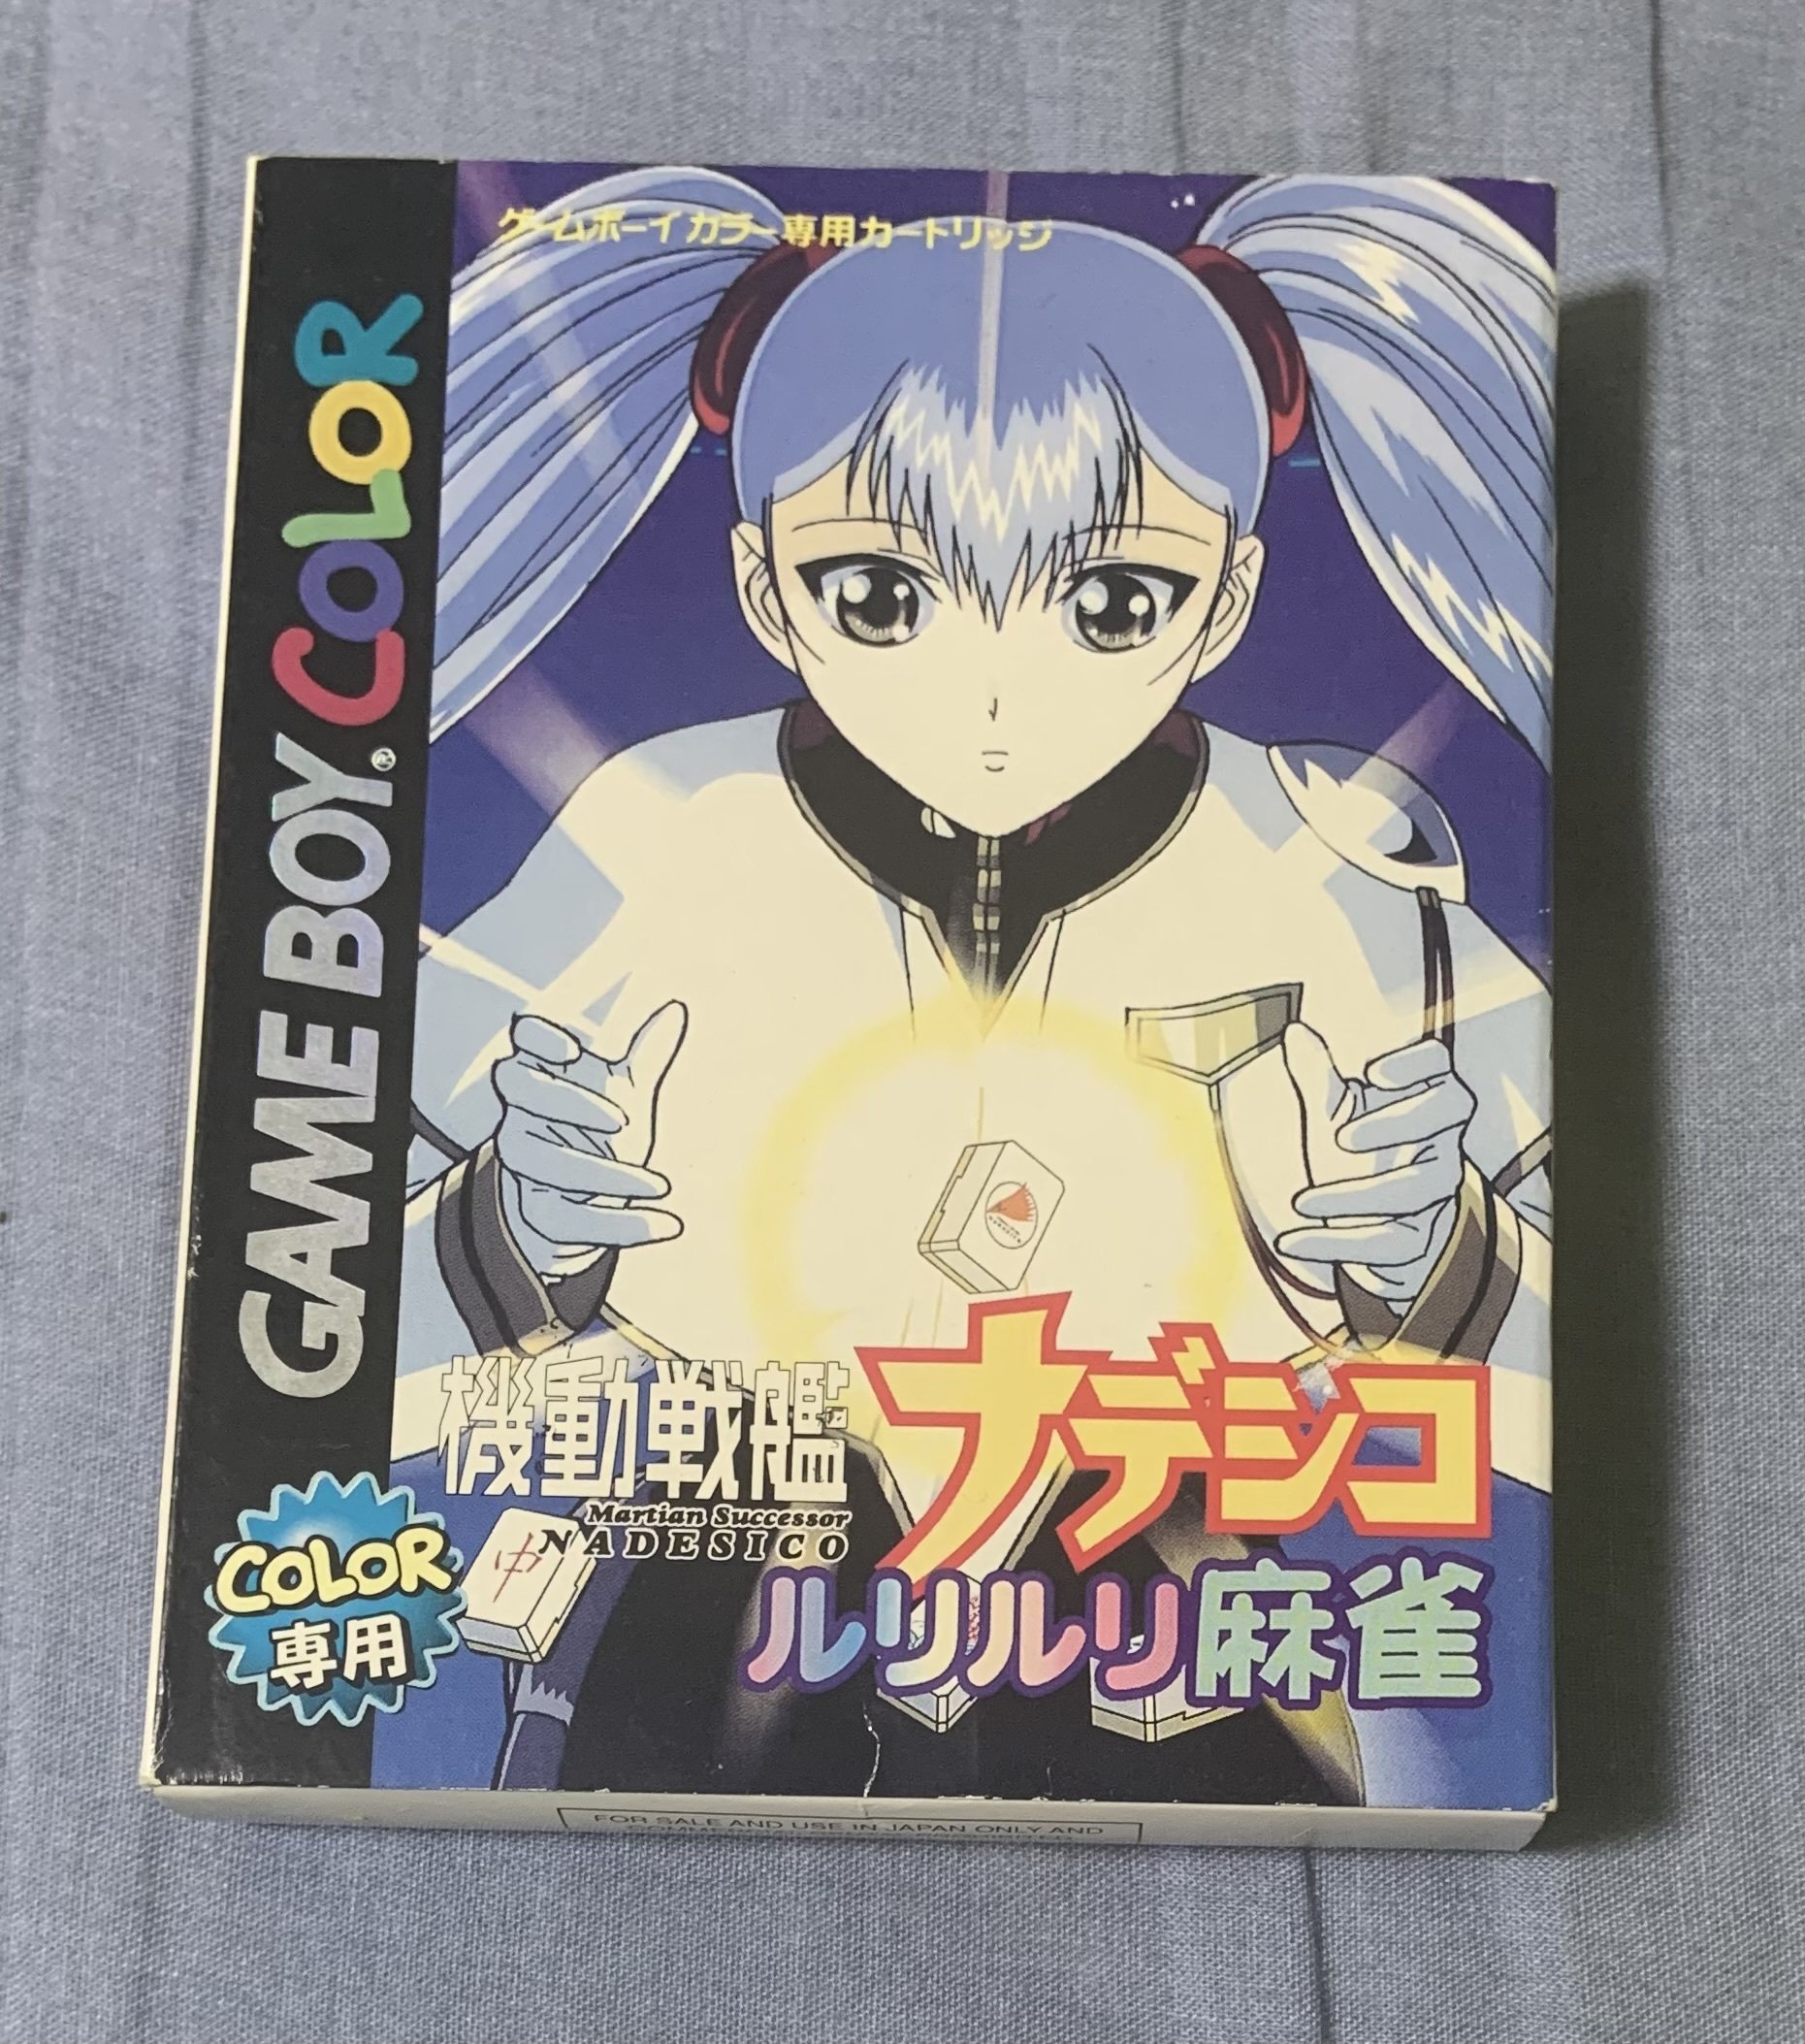 ゲームボーイカラー専用カートリッジ
GAME BOY® COLOR
機動戦艦
ナデシコ
Martian Successor
NADESICO
ルリルリ麻雀
中
COLOR
専用
FOR SALE AND USE IN JAPAN ONLY AND